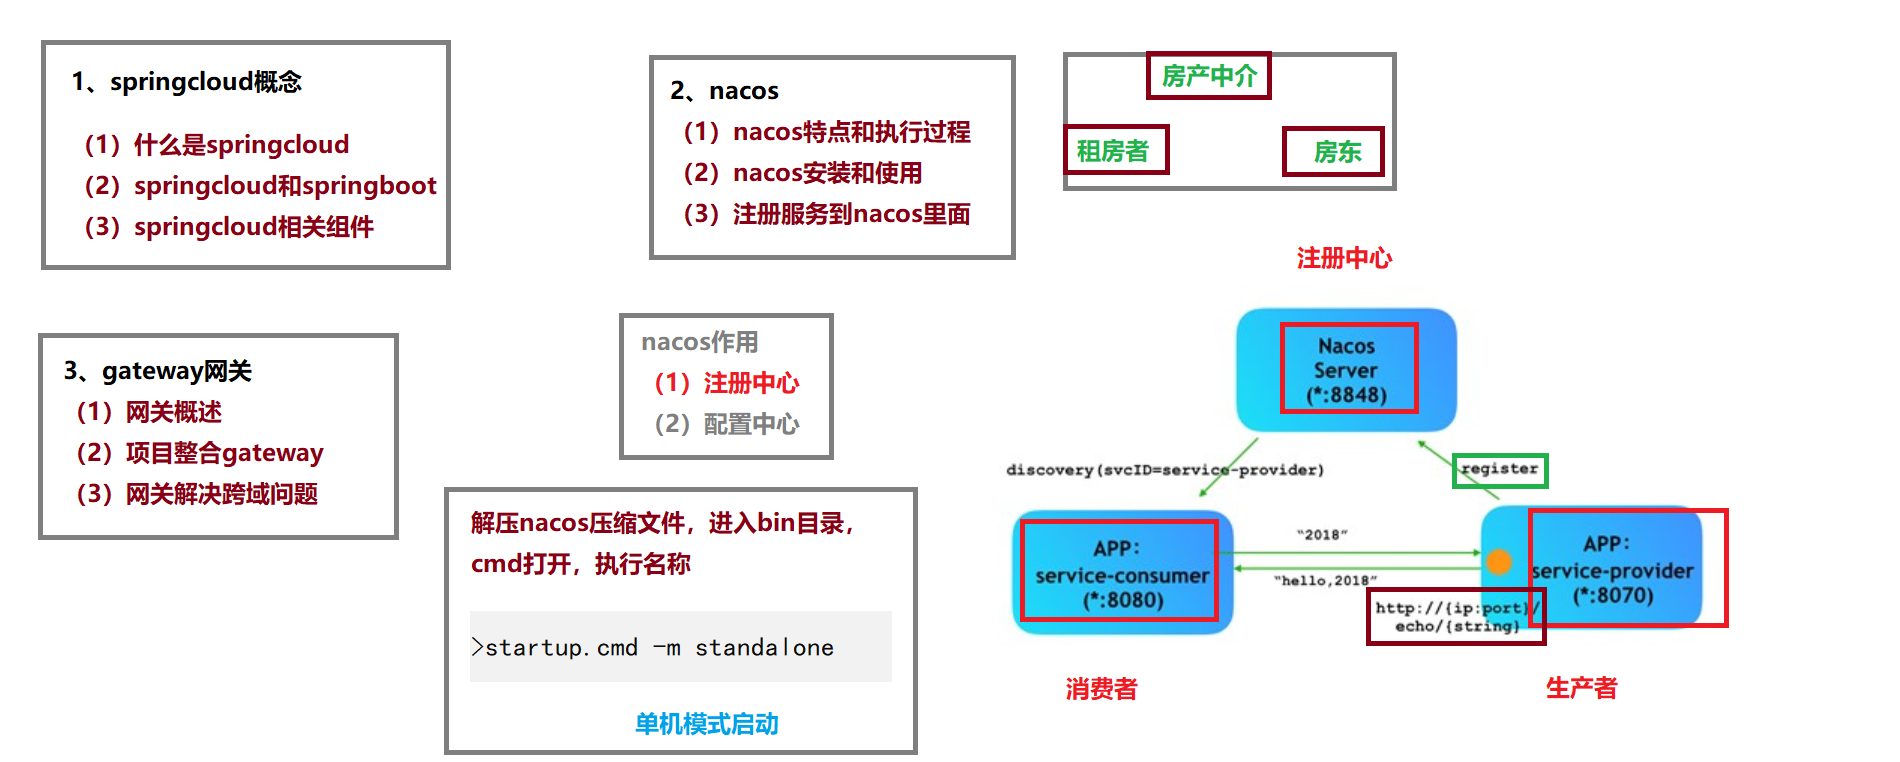 1、springcloud概念
（1）什么是springcloud
（2）springcloud和springboot
（3）springcloud相关组件
2、nacos
（1）nacos特点和执行过程
（2）nacos安装和使用
（3）注册服务到nacos里面
房产中介
租房者
房东
3、gateway网关
（1）网关概述
（2）项目整合gateway
（3）网关解决跨域问题
nacos作用
（1）注册中心
（2）配置中心
解压nacos压缩文件，进入bin目录，
cmd打开，执行名称
>startup.cmd -m standalone
单机模式启动
注册中心
Nacos
Server
(*:8848)
discovery(svcID=service-provider)
register
APP:
service-consumer
(*:8080)
"2018"
"hello,2018"
APP:
service-provider
(*:8070)
http://{ip:port}/
echo/{string}
消费者
生产者